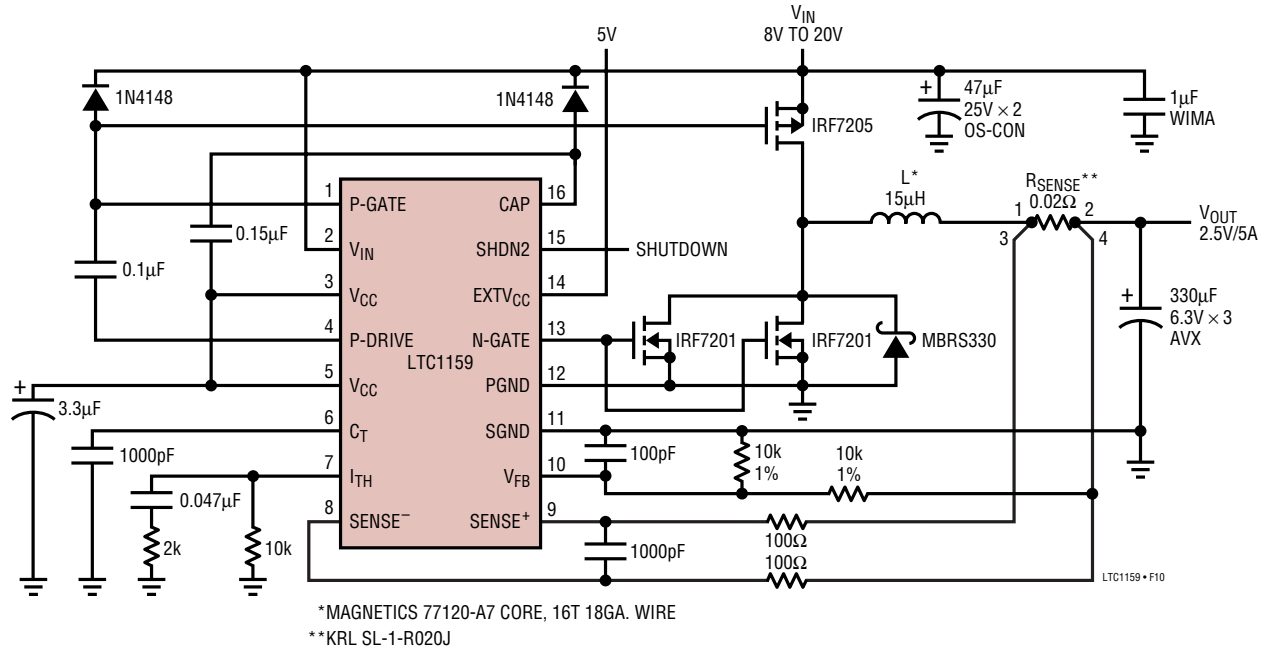 V_IN
8V TO 20V
5V
1N4148
1N4148
47µF
25V × 2
OS-CON
1µF
WIMA
IRF7205
L*
15µH
R_SENSE**
0.02Ω
1
2
3
4
V_OUT
2.5V/5A
330µF
6.3V × 3
AVX
0.15µF
0.1µF
3.3µF
1000pF
0.047µF
2k
10k
LTC1159
1 P-GATE
2 V_IN
3 V_CC
4 P-DRIVE
5 V_CC
6 C_T
7 I_TH
8 SENSE⁻
CAP 16
SHDN2 15
EXTV_CC 14
N-GATE 13
PGND 12
SGND 11
V_FB 10
SENSE⁺ 9
SHUTDOWN
IRF7201
IRF7201
MBRS330
100pF
10k
1%
10k
1%
1000pF
100Ω
100Ω
LTC1159 • F10
*MAGNETICS 77120-A7 CORE, 16T 18GA. WIRE
**KRL SL-1-R020J